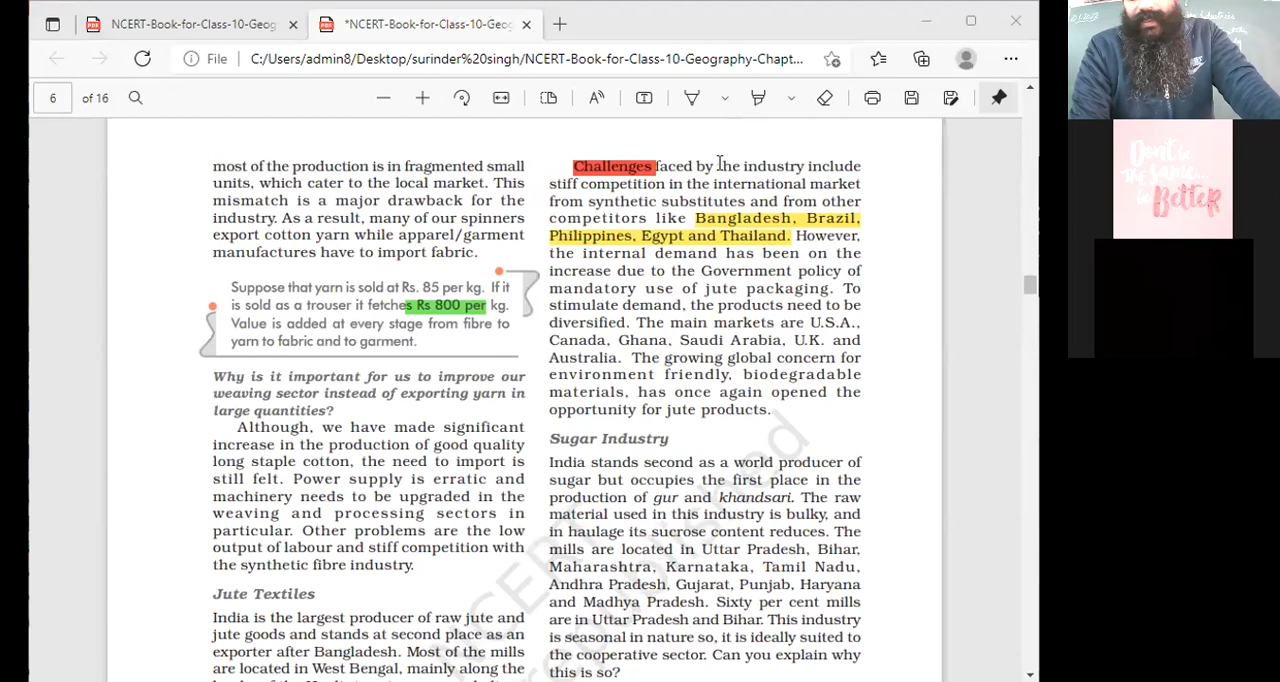 NCERT-Book-for-Class-10-Geog
*NCERT-Book-for-Class-10-Geog
File
C:/Users/admin8/Desktop/surinder%20singh/NCERT-Book-for-Class-10-Geography-Chapt...
6 of 16
most of the production is in fragmented small
units, which cater to the local market. This
mismatch is a major drawback for the
industry. As a result, many of our spinners
export cotton yarn while apparel/garment
manufactures have to import fabric.
Suppose that yarn is sold at Rs. 85 per kg. If it
is sold as a trouser it fetches Rs 800 per kg.
Value is added at every stage from fibre to
yarn to fabric and to garment.
Why is it important for us to improve our
weaving sector instead of exporting yarn in
large quantities?
Although, we have made significant
increase in the production of good quality
long staple cotton, the need to import is
still felt. Power supply is erratic and
machinery needs to be upgraded in the
weaving and processing sectors in
particular. Other problems are the low
output of labour and stiff competition with
the synthetic fibre industry.
Jute Textiles
India is the largest producer of raw jute and
jute goods and stands at second place as an
exporter after Bangladesh. Most of the mills
are located in West Bengal, mainly along the
Challenges faced by the industry include
stiff competition in the international market
from synthetic substitutes and from other
competitors like Bangladesh, Brazil,
Philippines, Egypt and Thailand. However,
the internal demand has been on the
increase due to the Government policy of
mandatory use of jute packaging. To
stimulate demand, the products need to be
diversified. The main markets are U.S.A.,
Canada, Ghana, Saudi Arabia, U.K. and
Australia. The growing global concern for
environment friendly, biodegradable
materials, has once again opened the
opportunity for jute products.
Sugar Industry
India stands second as a world producer of
sugar but occupies the first place in the
production of gur and khandsari. The raw
material used in this industry is bulky, and
in haulage its sucrose content reduces. The
mills are located in Uttar Pradesh, Bihar,
Maharashtra, Karnataka, Tamil Nadu,
Andhra Pradesh, Gujarat, Punjab, Haryana
and Madhya Pradesh. Sixty per cent mills
are in Uttar Pradesh and Bihar. This industry
is seasonal in nature so, it is ideally suited to
the cooperative sector. Can you explain why
this is so?
NCERT
republished
Dont be
THE SAME...
be BeTTER